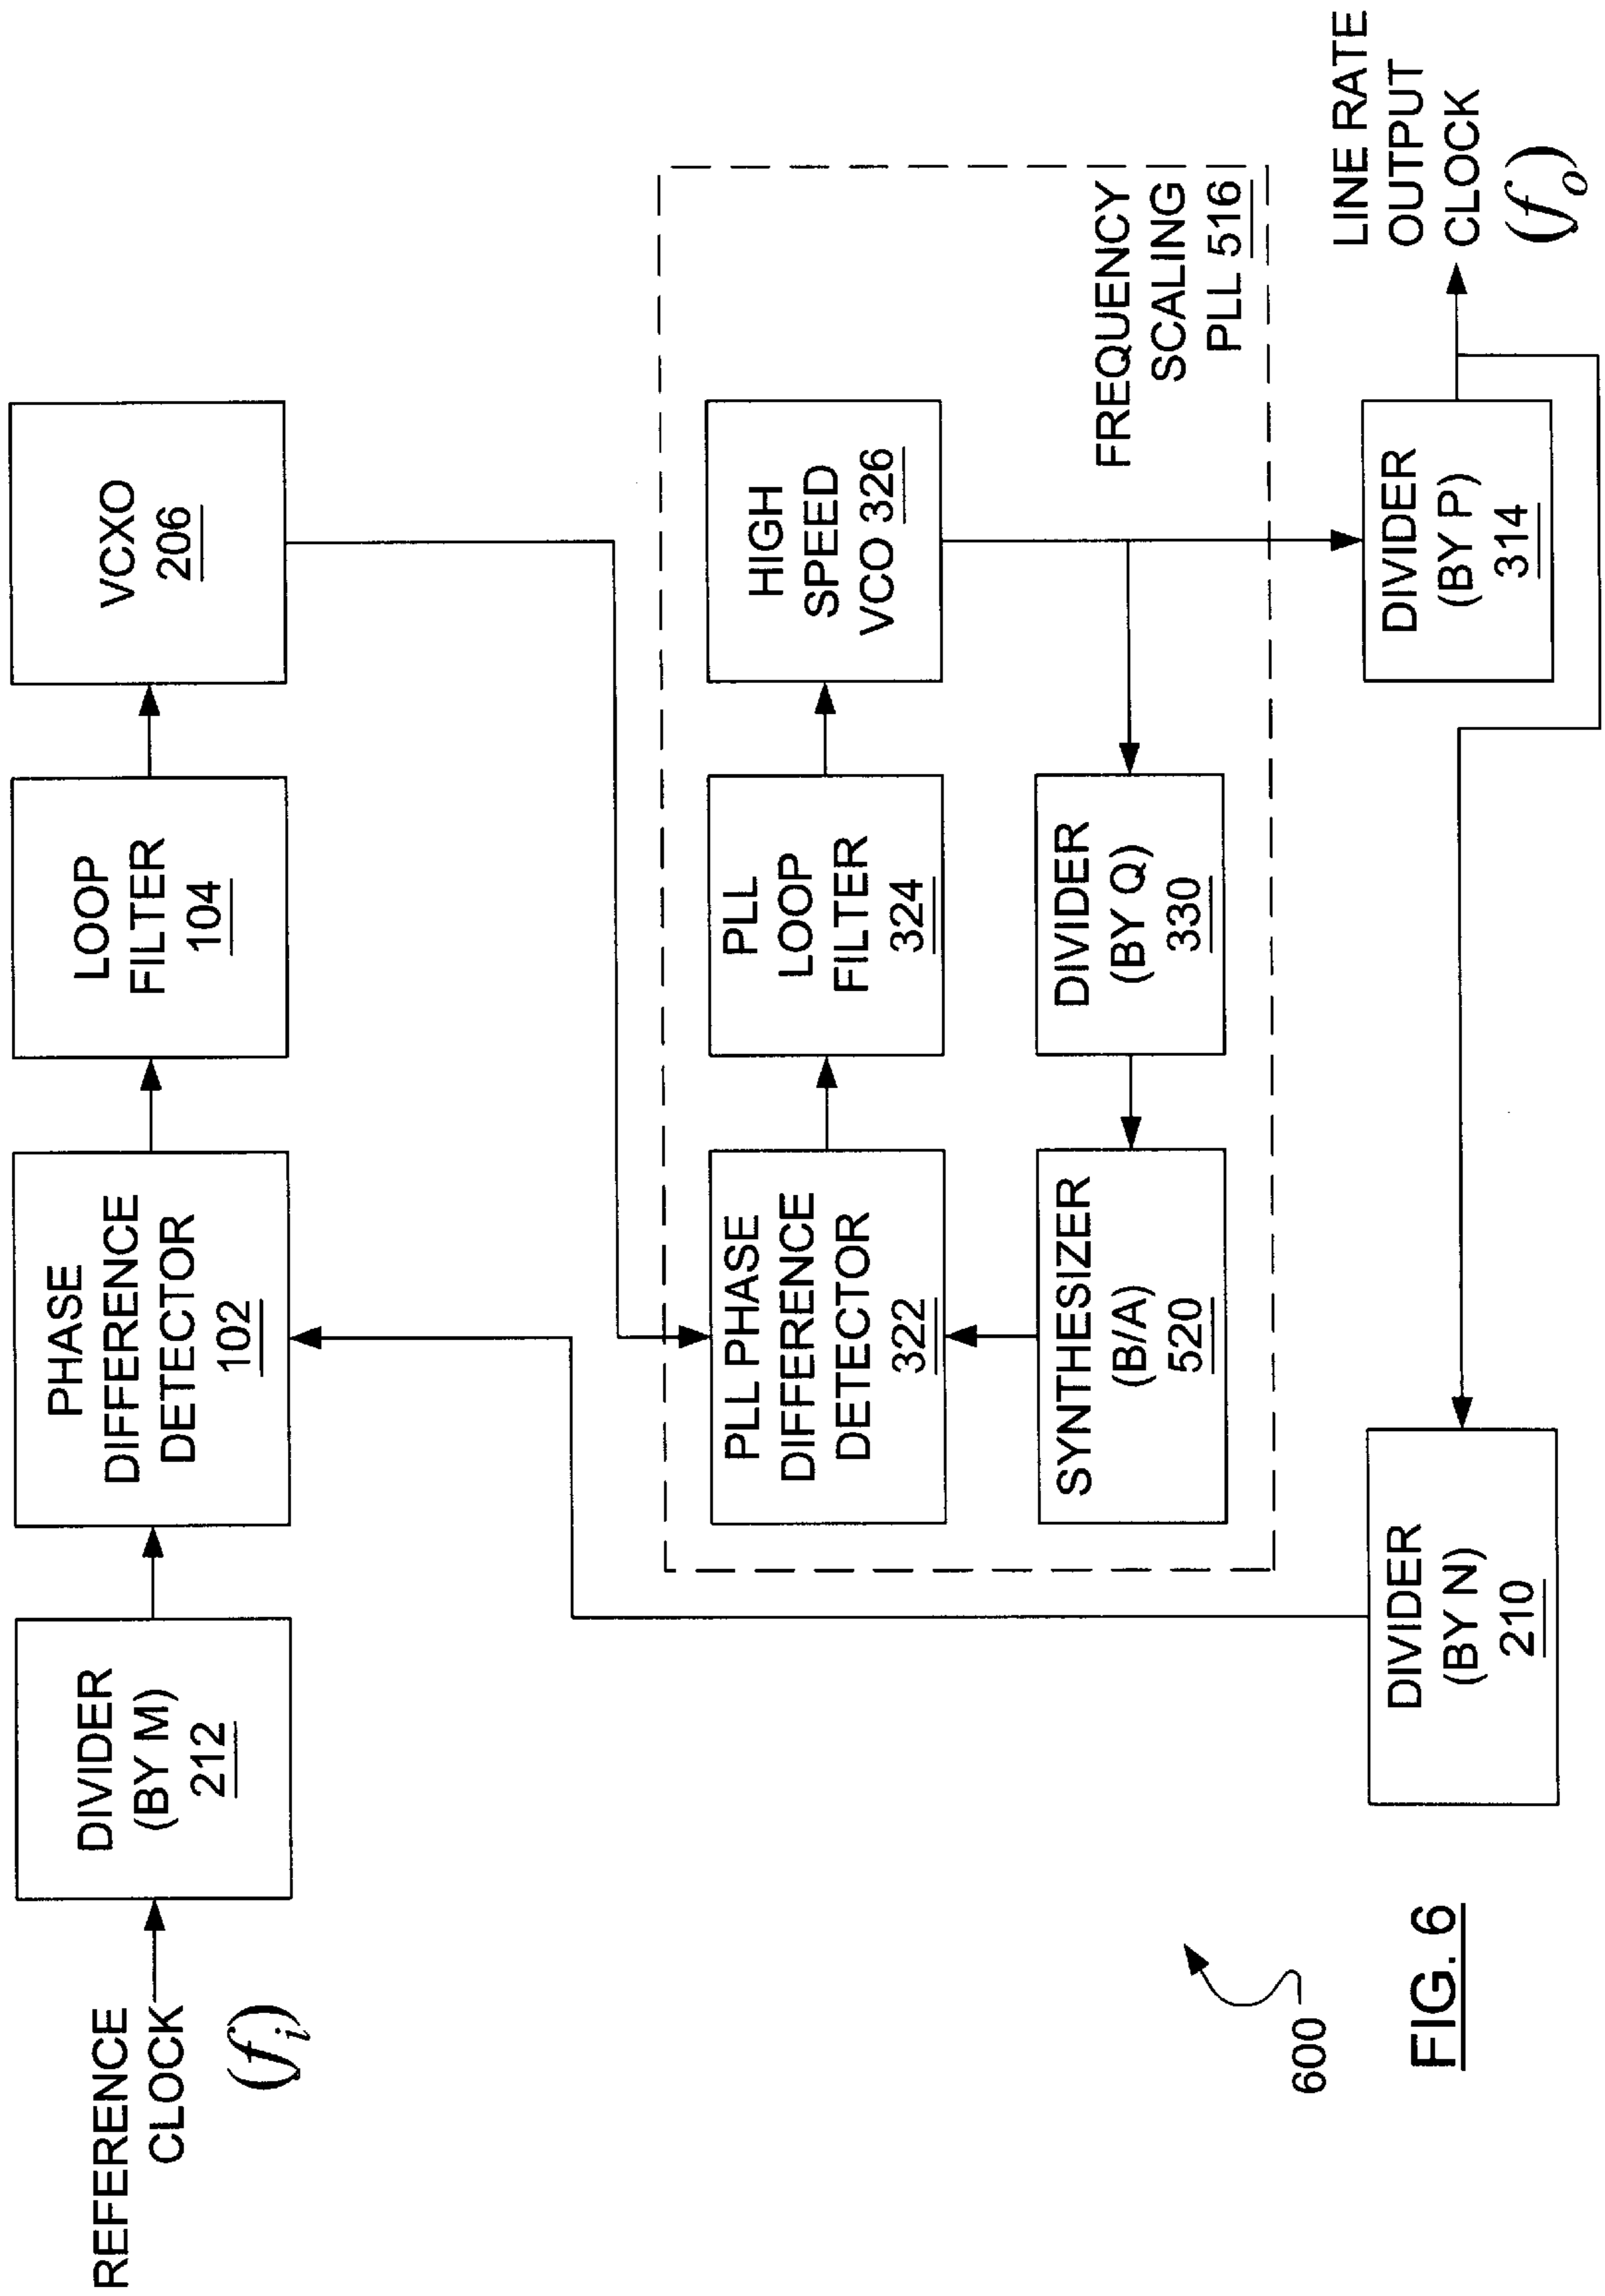 REFERENCE
CLOCK
(fᵢ)
DIVIDER
(BY M)
212
PHASE
DIFFERENCE
DETECTOR
102
LOOP
FILTER
104
VCXO
206
PLL PHASE
DIFFERENCE
DETECTOR
322
PLL
LOOP
FILTER
324
HIGH
SPEED
VCO 326
SYNTHESIZER
(B/A)
520
DIVIDER
(BY Q)
330
FREQUENCY
SCALING
PLL 516
DIVIDER
(BY N)
210
DIVIDER
(BY P)
314
LINE RATE
OUTPUT
CLOCK
(fₒ)
600
FIG. 6